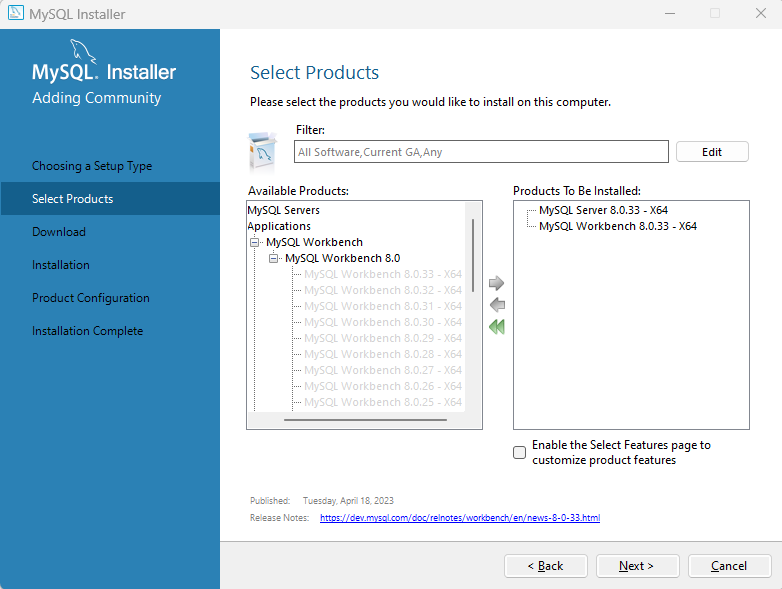 MySQL Installer
MySQL. Installer
Adding Community
Choosing a Setup Type
Select Products
Download
Installation
Product Configuration
Installation Complete
Select Products
Please select the products you would like to install on this computer.
Filter:
All Software,Current GA,Any
Edit
Available Products:
MySQL Servers
Applications
MySQL Workbench
MySQL Workbench 8.0
MySQL Workbench 8.0.33 - X64
MySQL Workbench 8.0.32 - X64
MySQL Workbench 8.0.31 - X64
MySQL Workbench 8.0.30 - X64
MySQL Workbench 8.0.29 - X64
MySQL Workbench 8.0.28 - X64
MySQL Workbench 8.0.27 - X64
MySQL Workbench 8.0.26 - X64
MySQL Workbench 8.0.25 - X64
Products To Be Installed:
MySQL Server 8.0.33 - X64
MySQL Workbench 8.0.33 - X64
Enable the Select Features page to
customize product features
Published: Tuesday, April 18, 2023
Release Notes: https://dev.mysql.com/doc/relnotes/workbench/en/news-8-0-33.html
< Back
Next >
Cancel